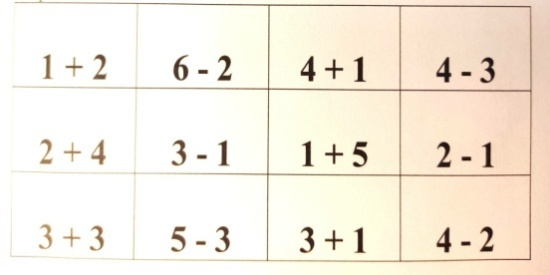 1 + 2 6 - 2 4 + 1 4 - 3
2 + 4 3 - 1 1 + 5 2 - 1
3 + 3 5 - 3 3 + 1 4 - 2